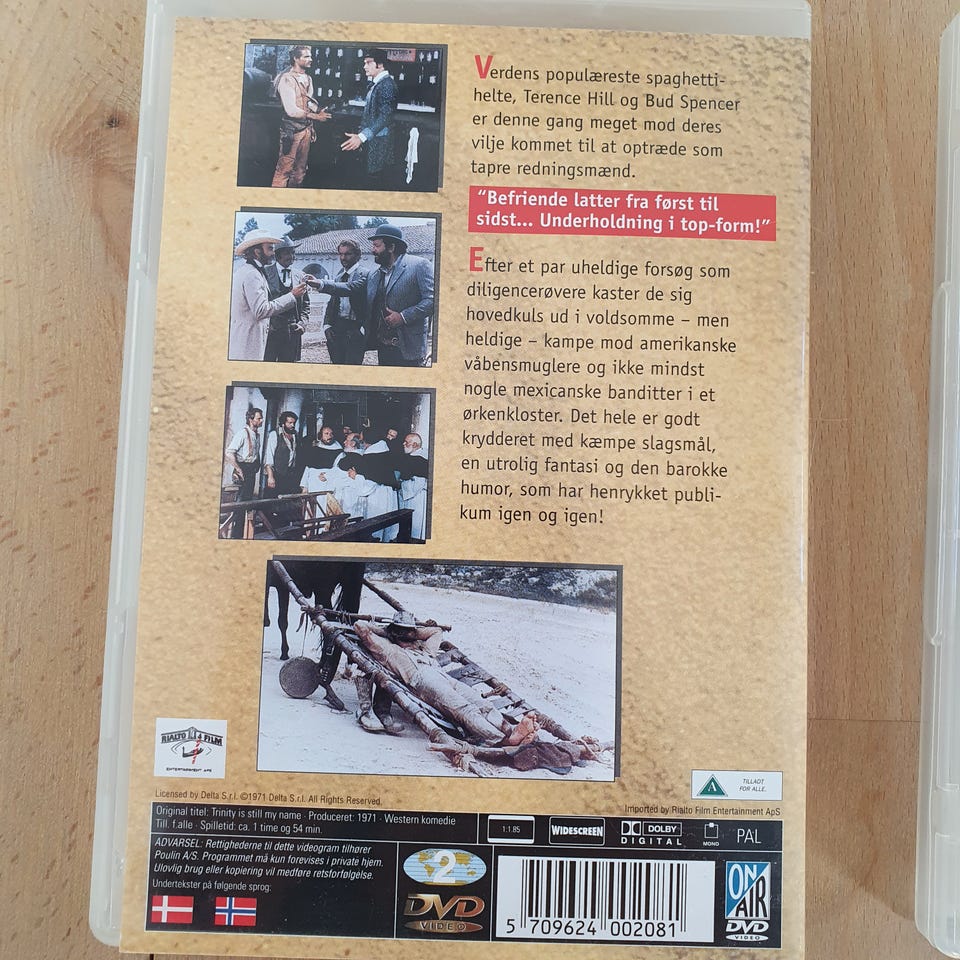 Verdens populæreste spaghetti-
helte, Terence Hill og Bud Spencer
er denne gang meget mod deres
vilje kommet til at optræde som
tapre redningsmænd.
“Befriende latter fra først til
sidst... Underholdning i top-form!”
Efter et par uheldige forsøg som
diligencerøvere kaster de sig
hovedkuls ud i voldsomme – men
heldige – kampe mod amerikanske
våbensmuglere og ikke mindst
nogle mexicanske banditter i et
ørkenkloster. Det hele er godt
krydderet med kæmpe slagsmål,
en utrolig fantasi og den barokke
humor, som har henrykket publi-
kum igen og igen!
RIALTO FILM
ENTERTAINMENT APS
A
TILLADT
FOR ALLE.
Licensed by Delta S.r.l. ©1971 Delta S.r.l. All Rights Reserved.
Imported by Rialto Film Entertainment ApS
Original titel: Trinity is still my name · Produceret: 1971 · Western komedie
Till. f.alle · Spilletid: ca. 1 time og 54 min.
1:1.85
WIDESCREEN
DOLBY
DIGITAL
MONO
PAL
ADVARSEL: Rettighederne til dette videogram tilhører
Poulin A/S. Programmet må kun forevises i private hjem.
Ulovlig brug eller kopiering vil medføre retsforfølgelse.
Undertekster på følgende sprog:
2
DVD
VIDEO
5 709624 002081
ON
AIR
DVD
VIDEO